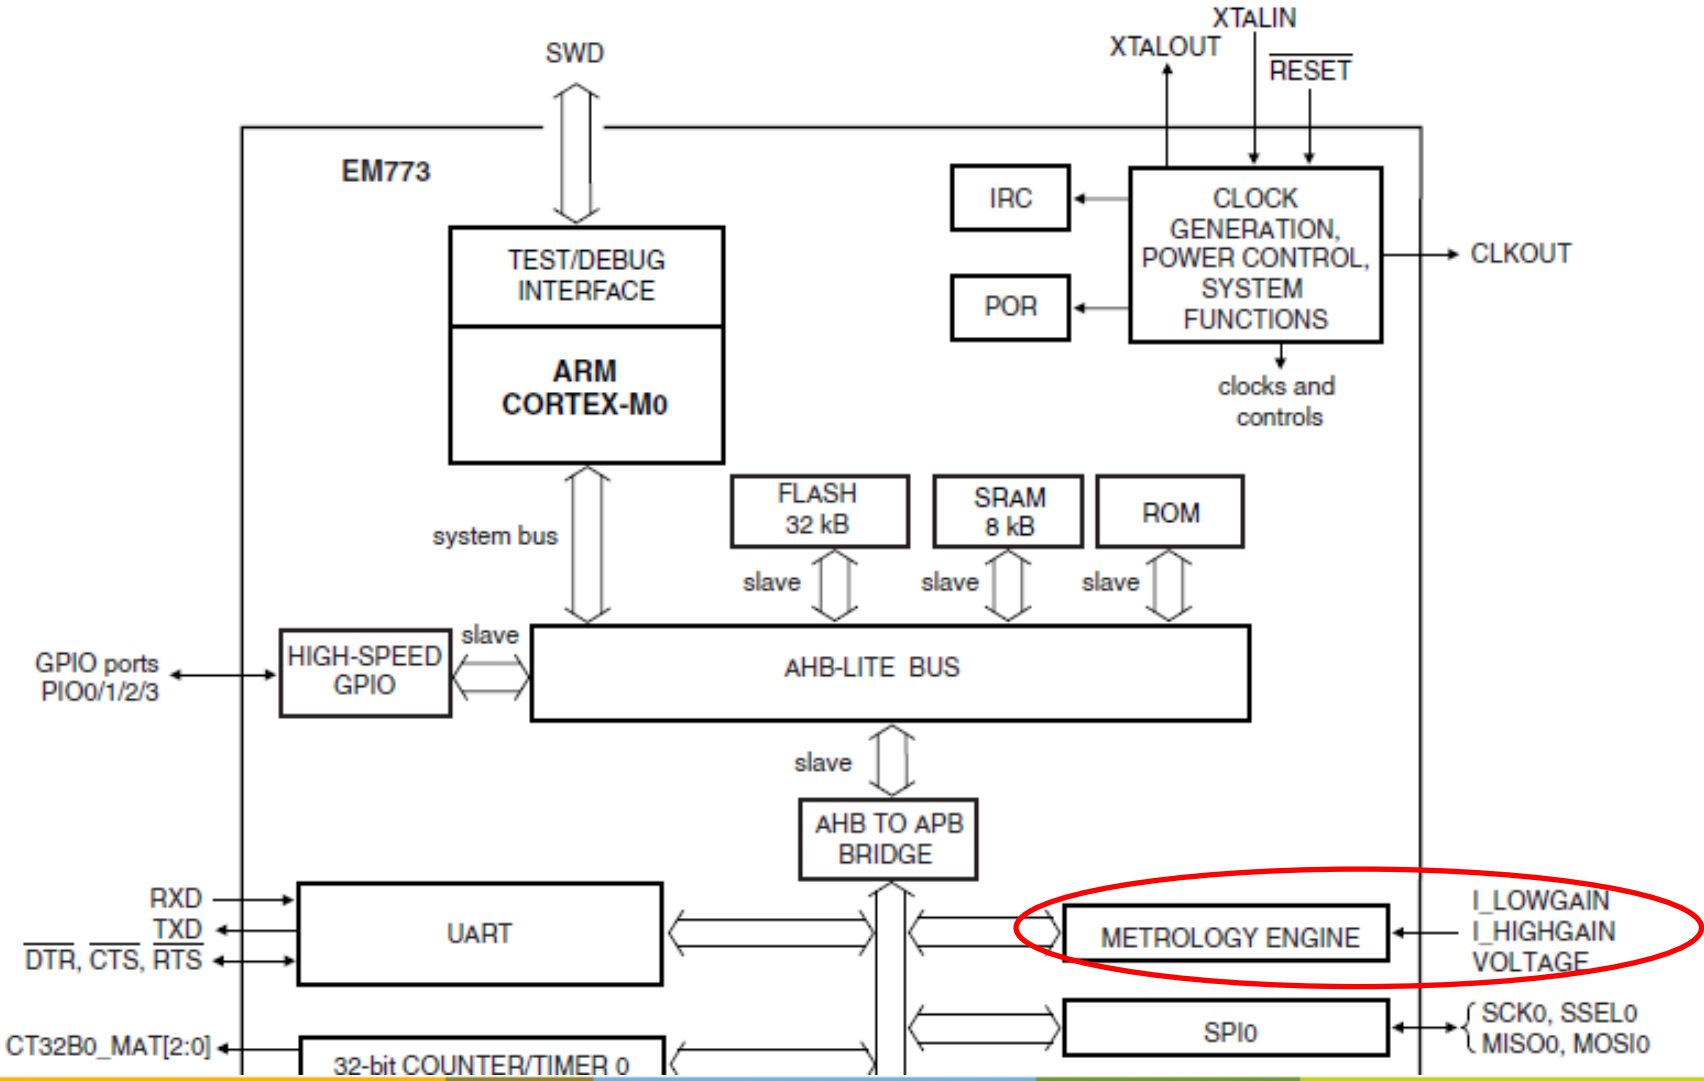 XTALIN
XTALOUT
RESET
SWD
EM773
IRC
CLOCK
GENERATION,
POWER CONTROL,
SYSTEM
FUNCTIONS
CLKOUT
POR
TEST/DEBUG
INTERFACE
ARM
CORTEX-M0
clocks and
controls
system bus
FLASH
32 kB
SRAM
8 kB
ROM
slave
slave
slave
GPIO ports
PIO0/1/2/3
HIGH-SPEED
GPIO
slave
AHB-LITE BUS
slave
AHB TO APB
BRIDGE
RXD
TXD
DTR, CTS, RTS
UART
METROLOGY ENGINE
I_LOWGAIN
I_HIGHGAIN
VOLTAGE
SPI0
SCK0, SSEL0
MISO0, MOSI0
CT32B0_MAT[2:0]
32-bit COUNTER/TIMER 0